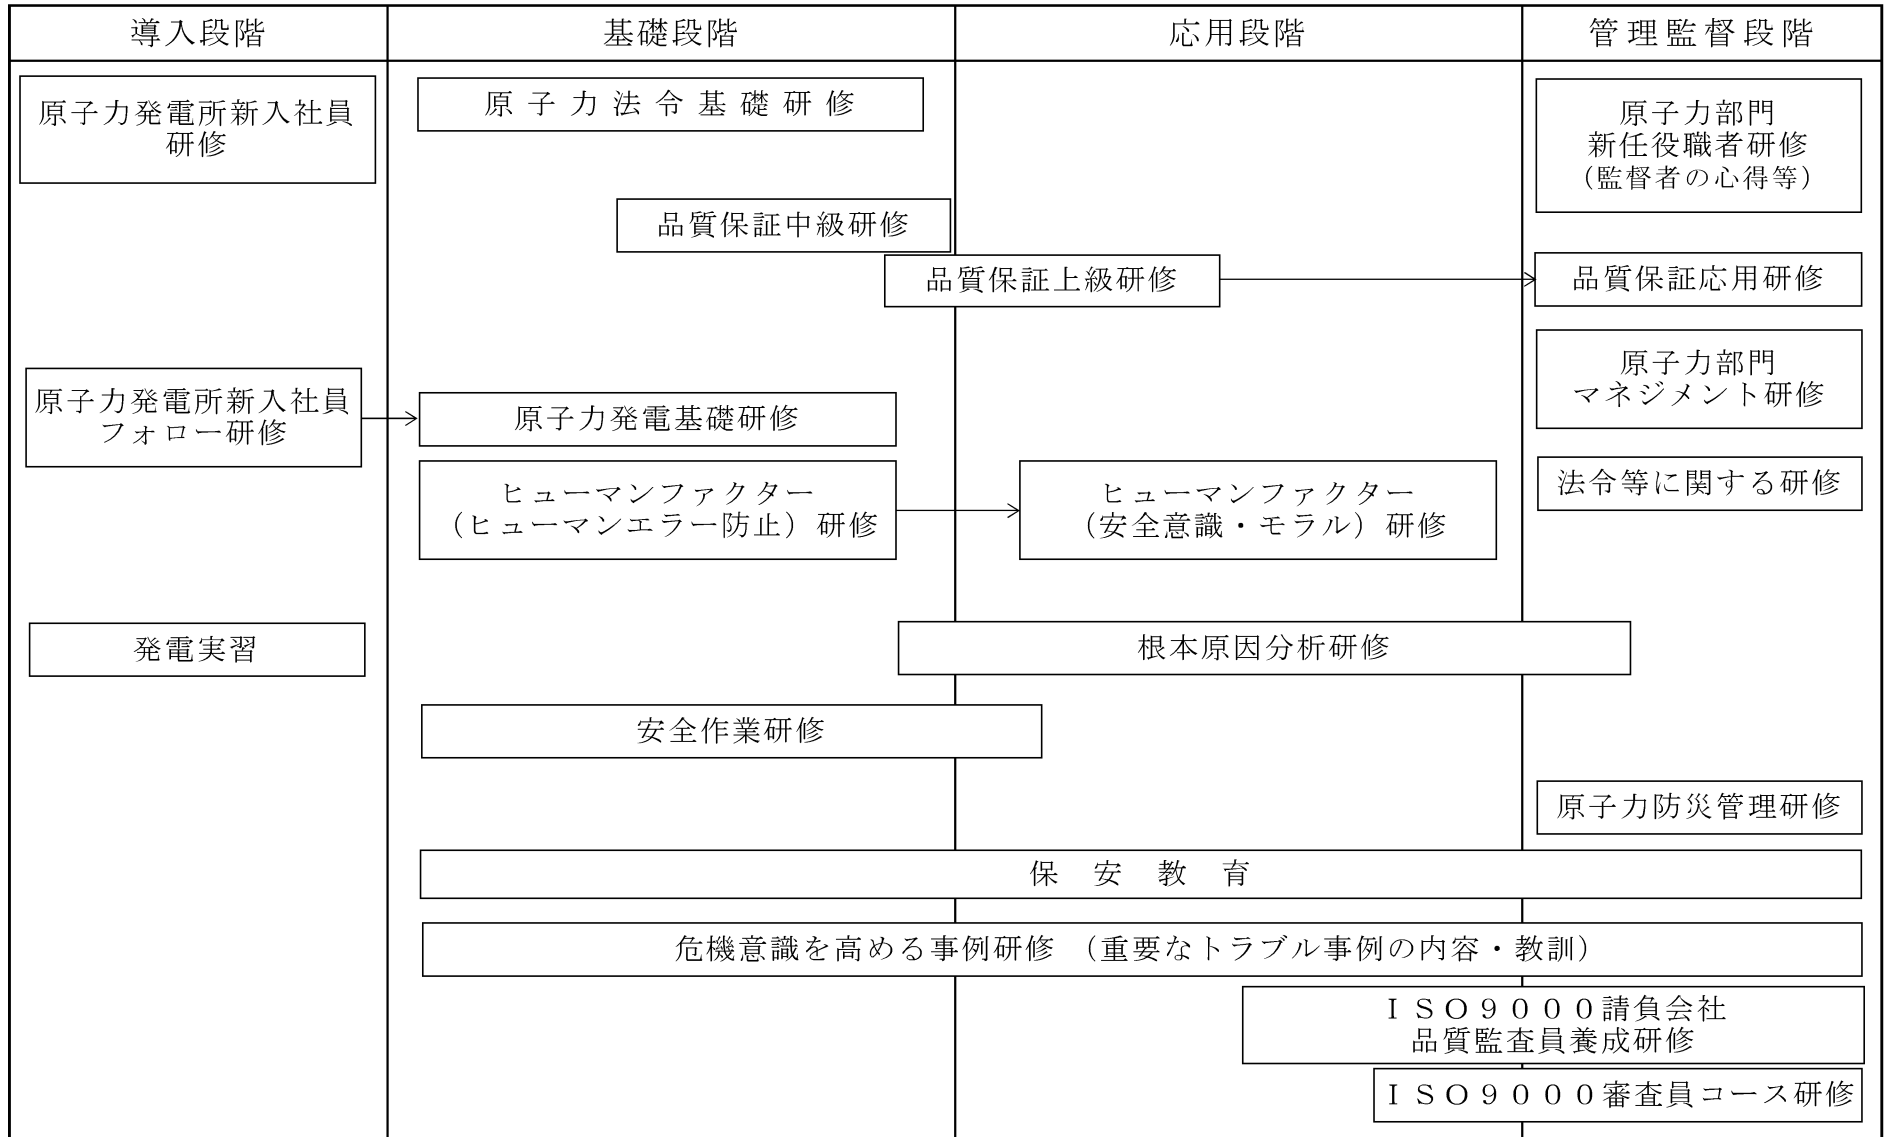 導入段階
基礎段階
応用段階
管理監督段階
原子力発電所新入社員
研修
原子力法令基礎研修
原子力部門
新任役職者研修
（監督者の心得等）
品質保証中級研修
品質保証上級研修
品質保証応用研修
原子力部門
マネジメント研修
原子力発電所新入社員
フォロー研修
原子力発電基礎研修
ヒューマンファクター
（ヒューマンエラー防止）研修
ヒューマンファクター
（安全意識・モラル）研修
法令等に関する研修
発電実習
根本原因分析研修
安全作業研修
原子力防災管理研修
保　安　教　育
危機意識を高める事例研修　（重要なトラブル事例の内容・教訓）
ＩＳＯ９０００請負会社
品質監査員養成研修
ＩＳＯ９０００審査員コース研修